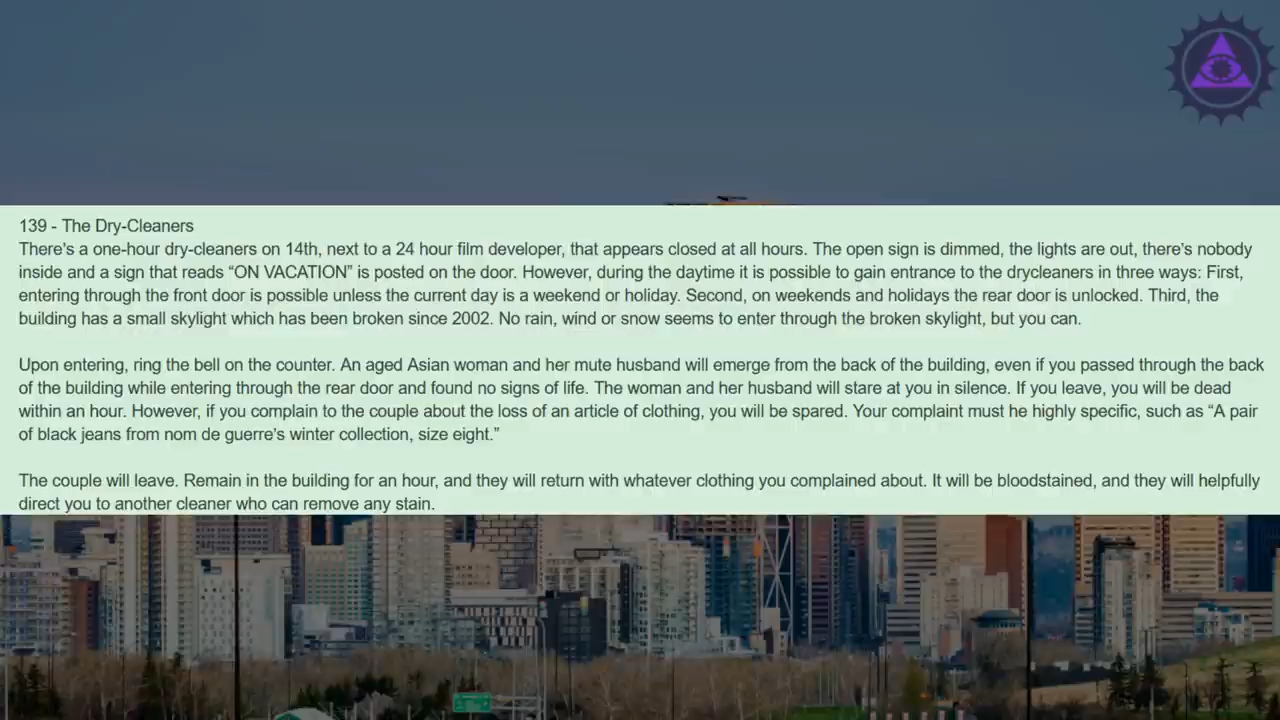 139 - The Dry-Cleaners
There's a one-hour dry-cleaners on 14th, next to a 24 hour film developer, that appears closed at all hours. The open sign is dimmed, the lights are out, there's nobody
inside and a sign that reads “ON VACATION” is posted on the door. However, during the daytime it is possible to gain entrance to the drycleaners in three ways: First,
entering through the front door is possible unless the current day is a weekend or holiday. Second, on weekends and holidays the rear door is unlocked. Third, the
building has a small skylight which has been broken since 2002. No rain, wind or snow seems to enter through the broken skylight, but you can.
Upon entering, ring the bell on the counter. An aged Asian woman and her mute husband will emerge from the back of the building, even if you passed through the back
of the building while entering through the rear door and found no signs of life. The woman and her husband will stare at you in silence. If you leave, you will be dead
within an hour. However, if you complain to the couple about the loss of an article of clothing, you will be spared. Your complaint must he highly specific, such as “A pair
of black jeans from nom de guerre's winter collection, size eight.”
The couple will leave. Remain in the building for an hour, and they will return with whatever clothing you complained about. It will be bloodstained, and they will helpfully
direct you to another cleaner who can remove any stain.